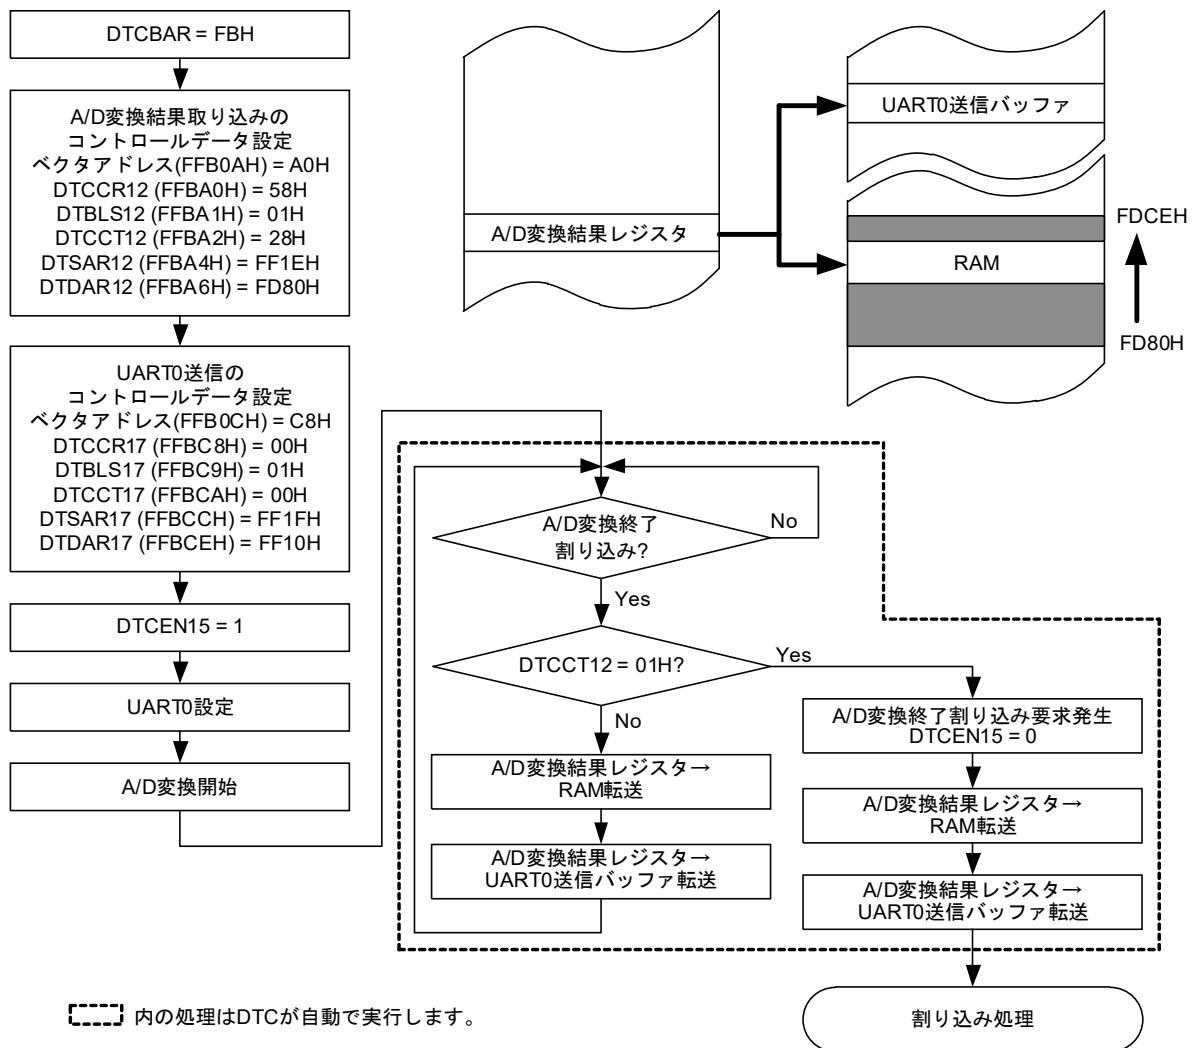 DTCBAR = FBH
A/D変換結果取り込みの
コントロールデータ設定
ベクタアドレス(FFB0AH) = A0H
DTCCR12 (FFBA0H) = 58H
DTBLS12 (FFBA1H) = 01H
DTCCT12 (FFBA2H) = 28H
DTSAR12 (FFBA4H) = FF1EH
DTDAR12 (FFBA6H) = FD80H
UART0送信の
コントロールデータ設定
ベクタアドレス(FFB0CH) = C8H
DTCCR17 (FFBC8H) = 00H
DTBLS17 (FFBC9H) = 01H
DTCCT17 (FFBCAH) = 00H
DTSAR17 (FFBCCH) = FF1FH
DTDAR17 (FFBCEH) = FF10H
DTCEN15 = 1
UART0設定
A/D変換開始
A/D変換結果レジスタ
UART0送信バッファ
RAM
FDCEH
FD80H
A/D変換終了
割り込み?
No
Yes
DTCCT12 = 01H?
Yes
No
A/D変換結果レジスタ→
RAM転送
A/D変換結果レジスタ→
UART0送信バッファ転送
A/D変換終了割り込み要求発生
DTCEN15 = 0
A/D変換結果レジスタ→
RAM転送
A/D変換結果レジスタ→
UART0送信バッファ転送
割り込み処理
内の処理はDTCが自動で実行します。